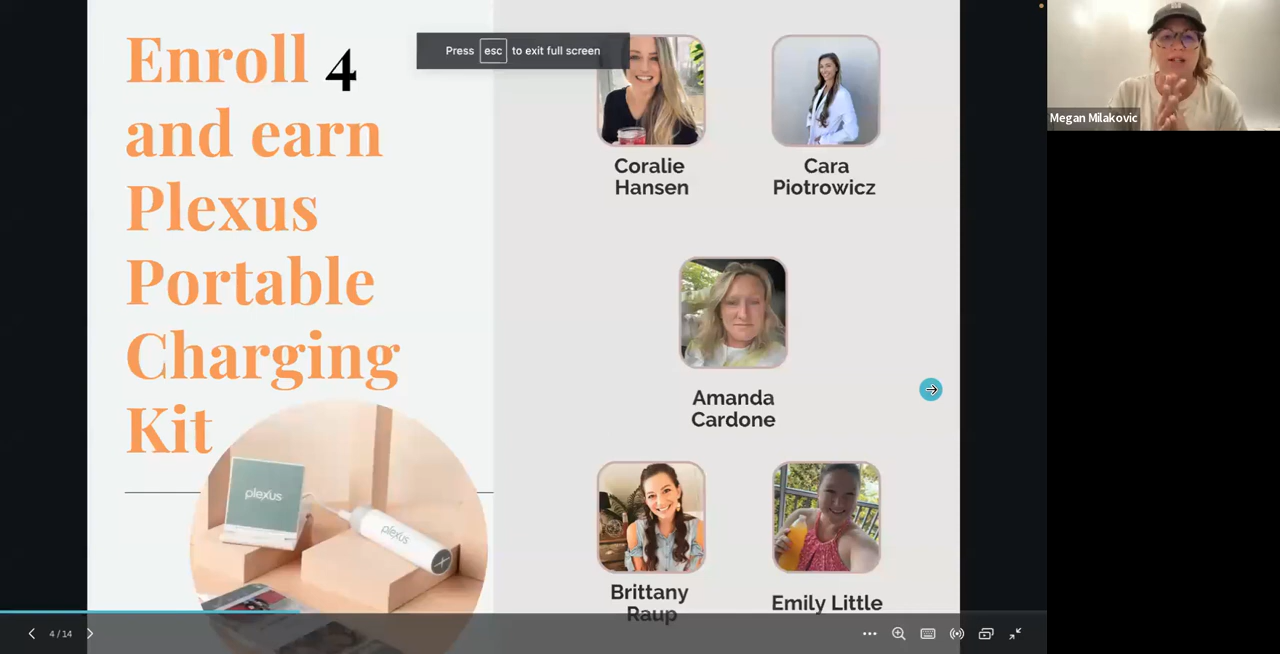 Enroll 4
and earn
Plexus
Portable
Charging
Kit
plexus
plexus
Press esc to exit full screen
Coralie
Hansen
Cara
Piotrowicz
Amanda
Cardone
Brittany
Raup
Emily Little
Megan Milakovic
4 / 14